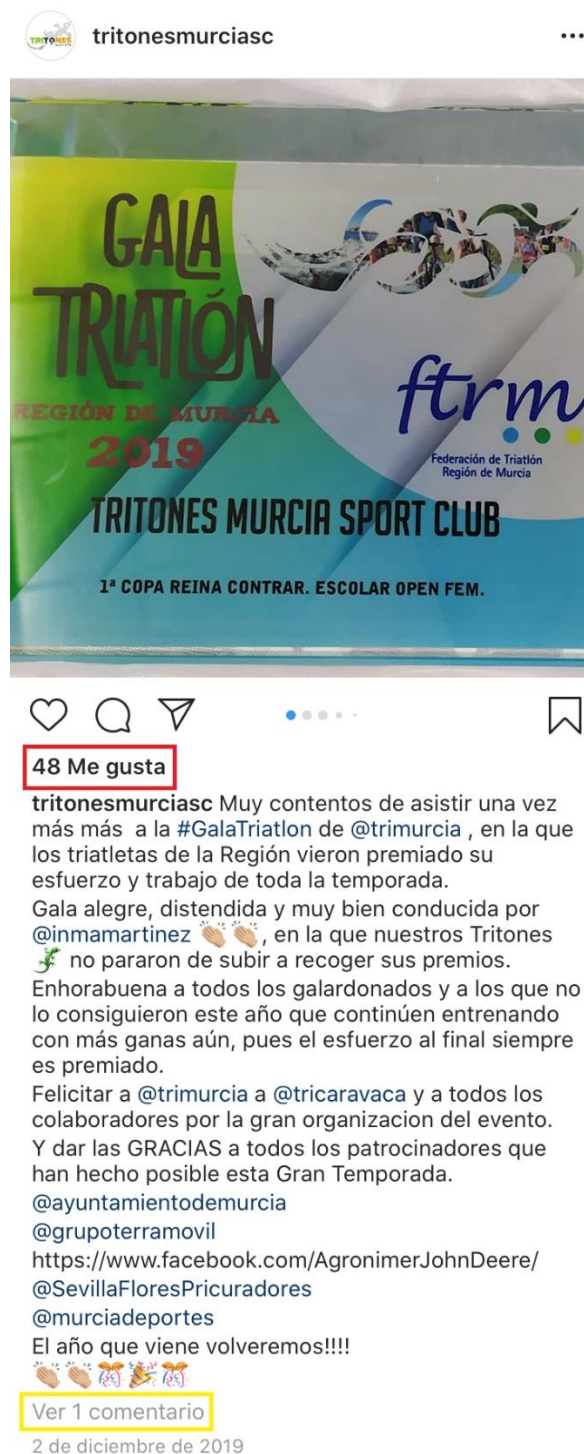 TRITONES
tritonesmurciasc
GALA
TRIATLÓN
REGIÓN DE MURCIA
2019
ftrm
Federación de Triatlón
Región de Murcia
TRITONES MURCIA SPORT CLUB
1ª COPA REINA CONTRAR. ESCOLAR OPEN FEM.
48 Me gusta
tritonesmurciasc Muy contentos de asistir una vez
más más a la #GalaTriatlon de @trimurcia , en la que
los triatletas de la Región vieron premiado su
esfuerzo y trabajo de toda la temporada.
Gala alegre, distendida y muy bien conducida por
@inmamartinez 👏🏼👏🏼, en la que nuestros Tritones
🦎 no pararon de subir a recoger sus premios.
Enhorabuena a todos los galardonados y a los que no
lo consiguieron este año que continúen entrenando
con más ganas aún, pues el esfuerzo al final siempre
es premiado.
Felicitar a @trimurcia a @tricaravaca y a todos los
colaboradores por la gran organizacion del evento.
Y dar las GRACIAS a todos los patrocinadores que
han hecho posible esta Gran Temporada.
@ayuntamientodemurcia
@grupoterramovil
https://www.facebook.com/AgronimerJohnDeere/
@SevillaFloresPricuradores
@murciadeportes
El año que viene volveremos!!!!
👏🏼👏🏼🎊🎉🎊
Ver 1 comentario
2 de diciembre de 2019